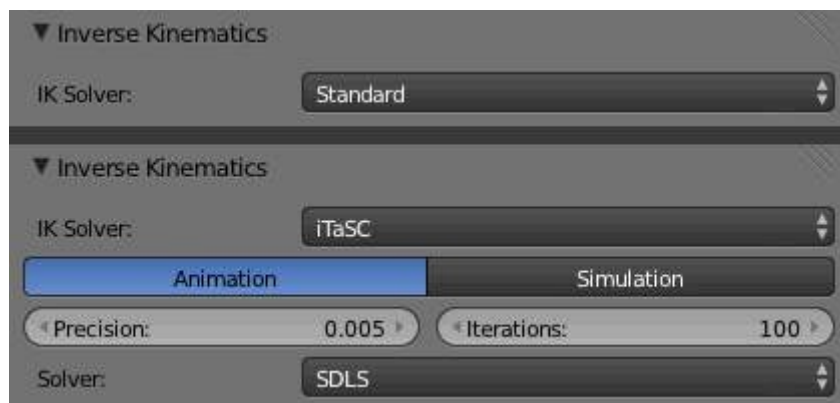 Inverse Kinematics
IK Solver: Standard
Inverse Kinematics
IK Solver: iTaSC
Animation Simulation
Precision: 0.005 Iterations: 100
Solver: SDLS